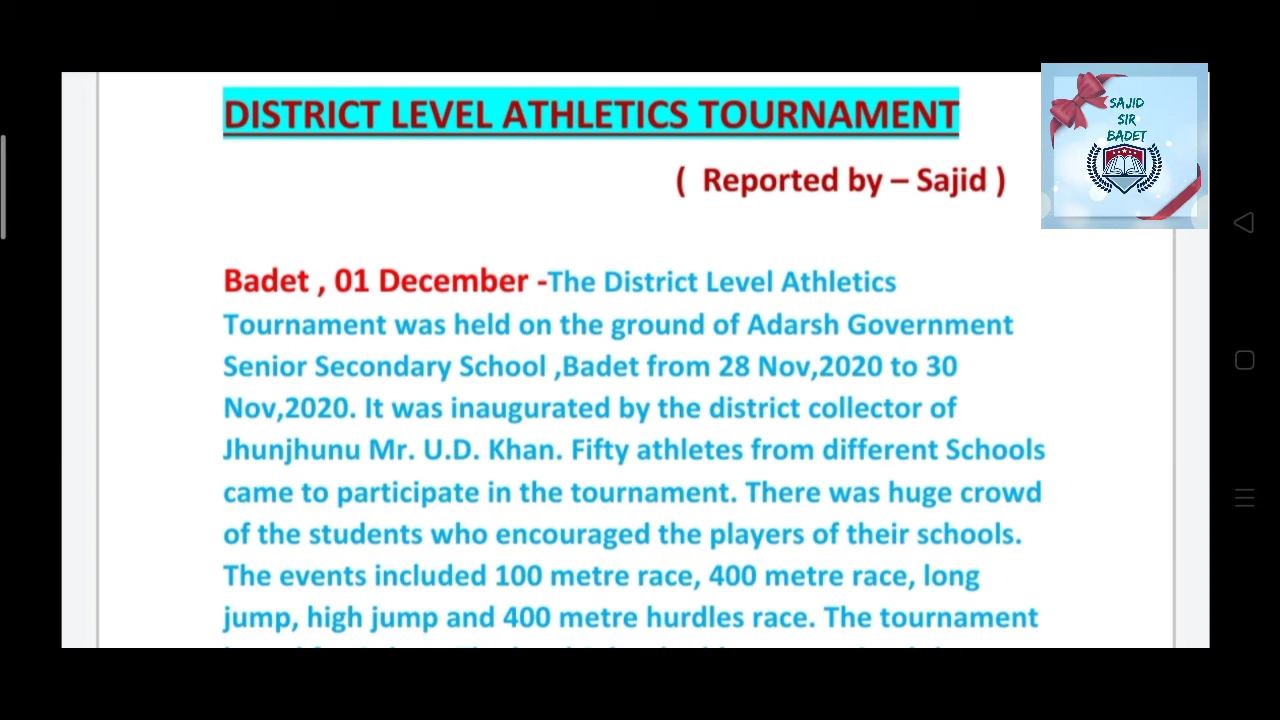 DISTRICT LEVEL ATHLETICS TOURNAMENT
( Reported by – Sajid )
SAJID
SIR
BADET
Badet , 01 December -The District Level Athletics
Tournament was held on the ground of Adarsh Government
Senior Secondary School ,Badet from 28 Nov,2020 to 30
Nov,2020. It was inaugurated by the district collector of
Jhunjhunu Mr. U.D. Khan. Fifty athletes from different Schools
came to participate in the tournament. There was huge crowd
of the students who encouraged the players of their schools.
The events included 100 metre race, 400 metre race, long
jump, high jump and 400 metre hurdles race. The tournament